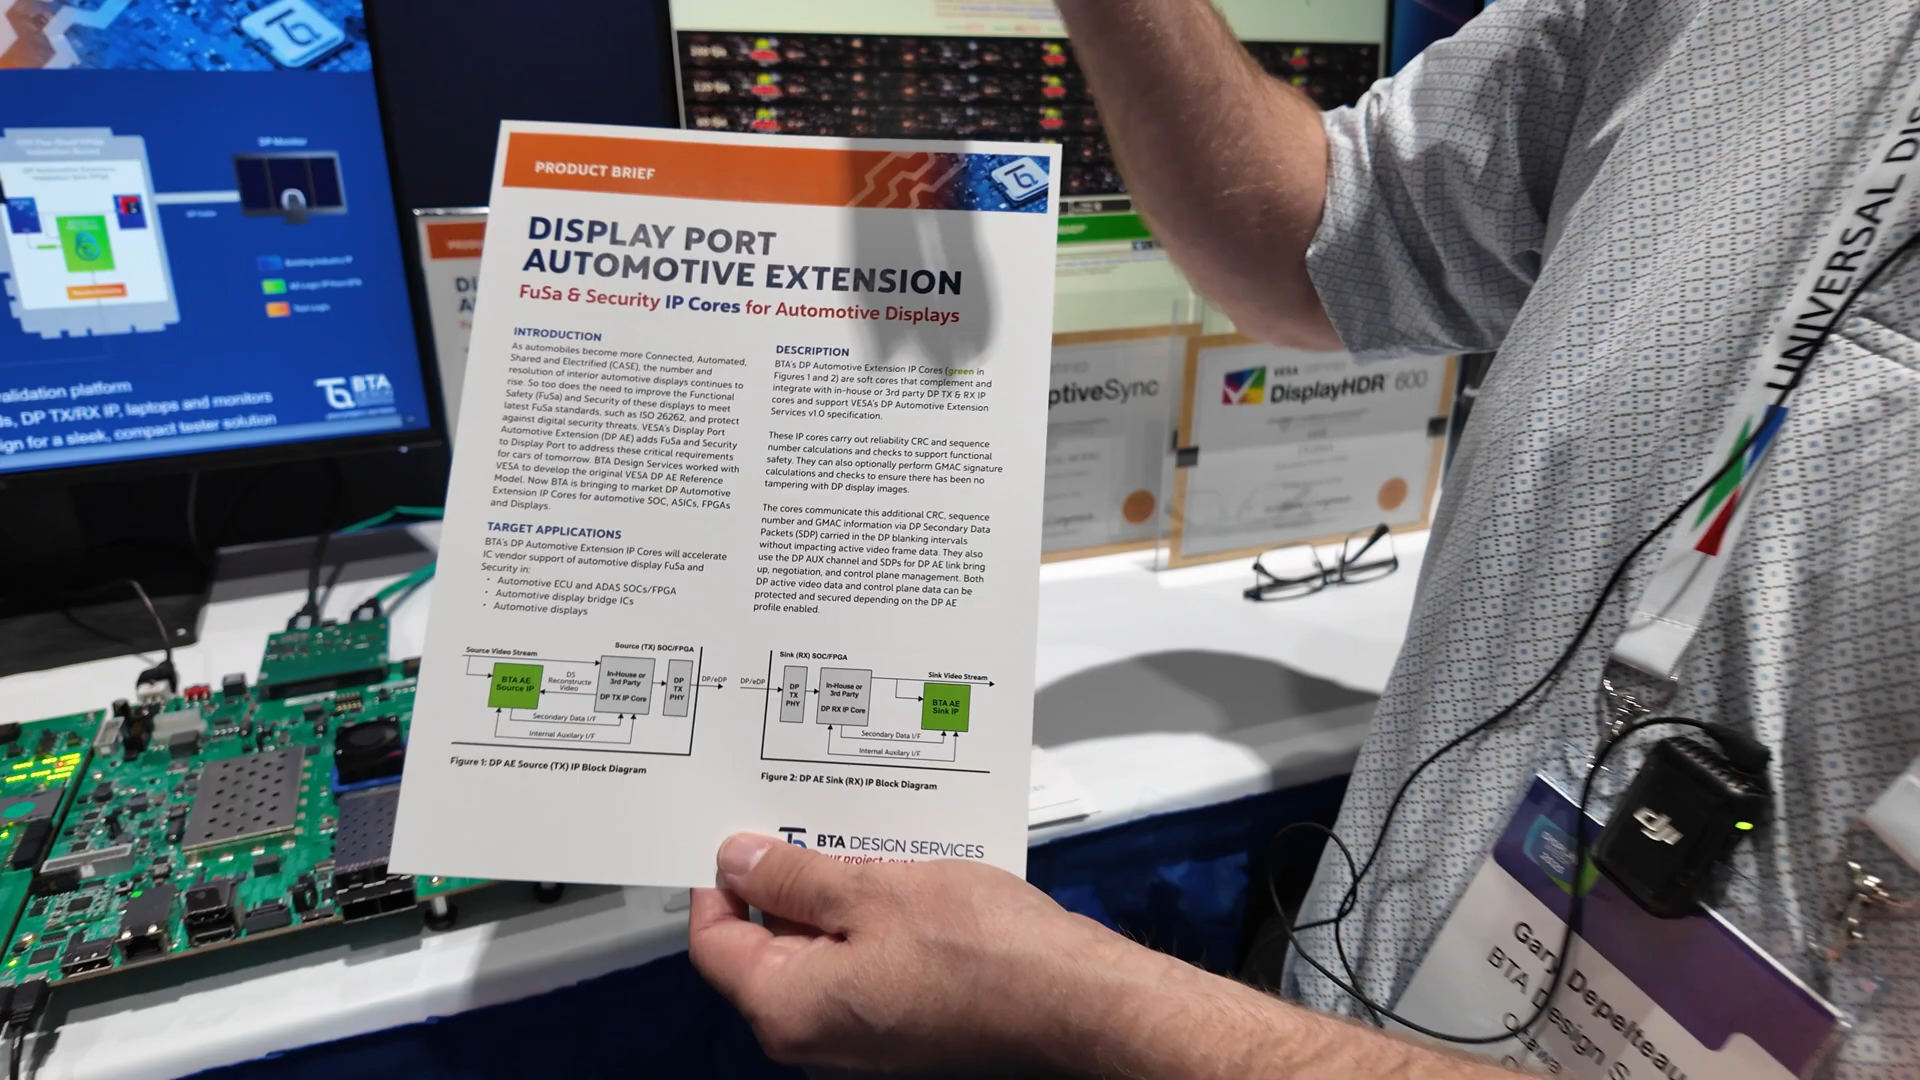 PRODUCT BRIEF
DISPLAY PORT
AUTOMOTIVE EXTENSION
FuSa & Security IP Cores for Automotive Displays
INTRODUCTION
As automobiles become more Connected, Automated,
Shared and Electrified (CASE), the number and
resolution of interior automotive displays continues to
rise. So too does the need to improve the Functional
Safety (FuSa) and Security of these displays to meet
latest FuSa standards, such as ISO 26262, and protect
against digital security threats. VESA's Display Port
Automotive Extension (DP AE) adds FuSa and Security
to Display Port to address these critical requirements
for cars of tomorrow. BTA Design Services worked with
VESA to develop the original VESA DP AE Reference
Model. Now BTA is bringing to market DP Automotive
Extension IP Cores for automotive SOC, ASICs, FPGAs
and Displays.
TARGET APPLICATIONS
BTA's DP Automotive Extension IP Cores will accelerate
IC vendor support of automotive display FuSa and
Security in:
• Automotive ECU and ADAS SOCs/FPGA
• Automotive display bridge ICs
• Automotive displays
DESCRIPTION
BTA's DP Automotive Extension IP Cores (green in
Figures 1 and 2) are soft cores that complement and
integrate with in-house or 3rd party DP TX & RX IP
cores and support VESA's DP Automotive Extension
Services v1.0 specification.
These IP cores carry out reliability CRC and sequence
number calculations and checks to support functional
safety. They can also optionally perform GMAC signature
calculations and checks to ensure there has been no
tampering with DP display images.
The cores communicate this additional CRC, sequence
number and GMAC information via DP Secondary Data
Packets (SDP) carried in the DP blanking intervals
without impacting active video frame data. They also
use the DP AUX channel and SDPs for DP AE link bring
up, negotiation, and control plane management. Both
DP active video data and control plane data can be
protected and secured depending on the DP AE
profile enabled.
Source (TX) SOC/FPGA
Source Video Stream
BTA AE
Source IP
DS
Reconstructe
Video
In-House or
3rd Party
DP TX IP Core
DP
TX
PHY
DP/eDP
Secondary Data I/F
Internal Auxilary I/F
Figure 1: DP AE Source (TX) IP Block Diagram
Sink (RX) SOC/FPGA
DP/eDP
DP
TX
PHY
In-House or
3rd Party
DP RX IP Core
Sink Video Stream
BTA AE
Sink IP
Secondary Data I/F
Internal Auxilary I/F
Figure 2: DP AE Sink (RX) IP Block Diagram
BTA DESIGN SERVICES
DP Monitor
alidation platform
DP TX/RX IP, laptops and monitors
ign for a sleek, compact tester solution
BTA
ptiveSync
VESA
DisplayHDR 600
UNIVERSAL DIS
dji
Gary Depelteau
BTA Design S